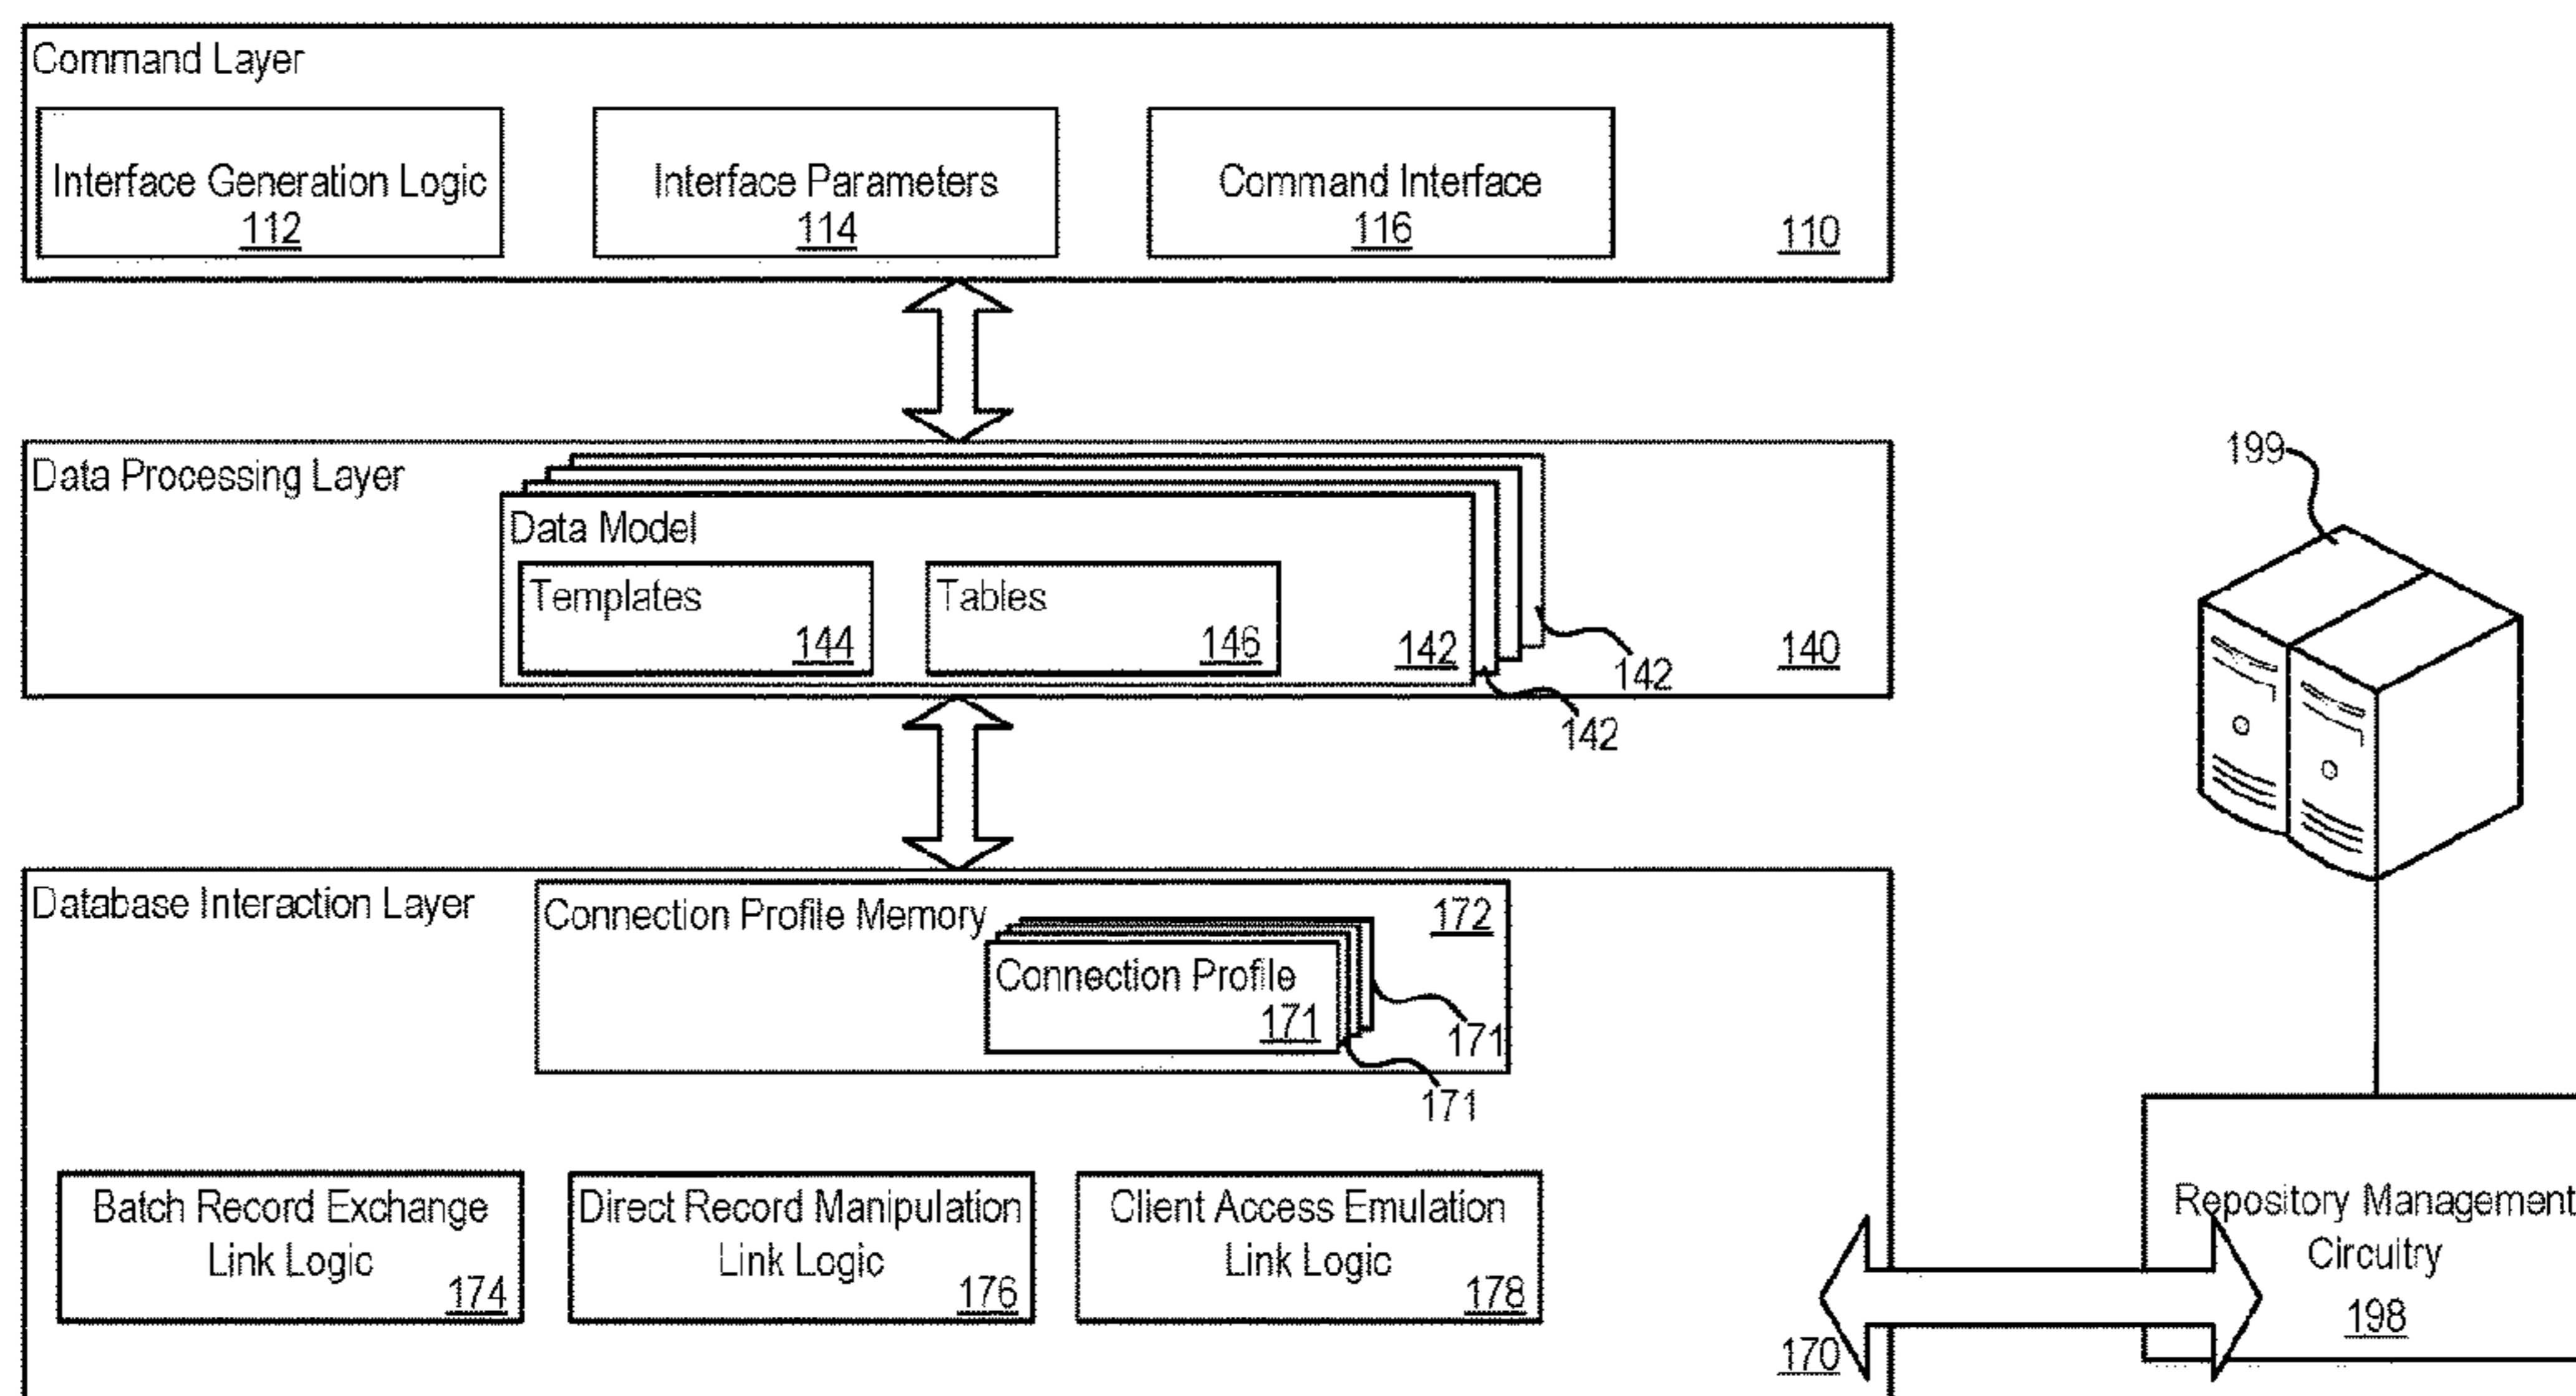 Command Layer
Interface Generation Logic
112
Interface Parameters
114
Command Interface
116
110
Data Processing Layer
Data Model
Templates
144
Tables
146
142
142
142
140
199
Database Interaction Layer
Connection Profile Memory
172
Connection Profile
171
171
171
Batch Record Exchange
Link Logic
174
Direct Record Manipulation
Link Logic
176
Client Access Emulation
Link Logic
178
170
Repository Management
Circuitry
198